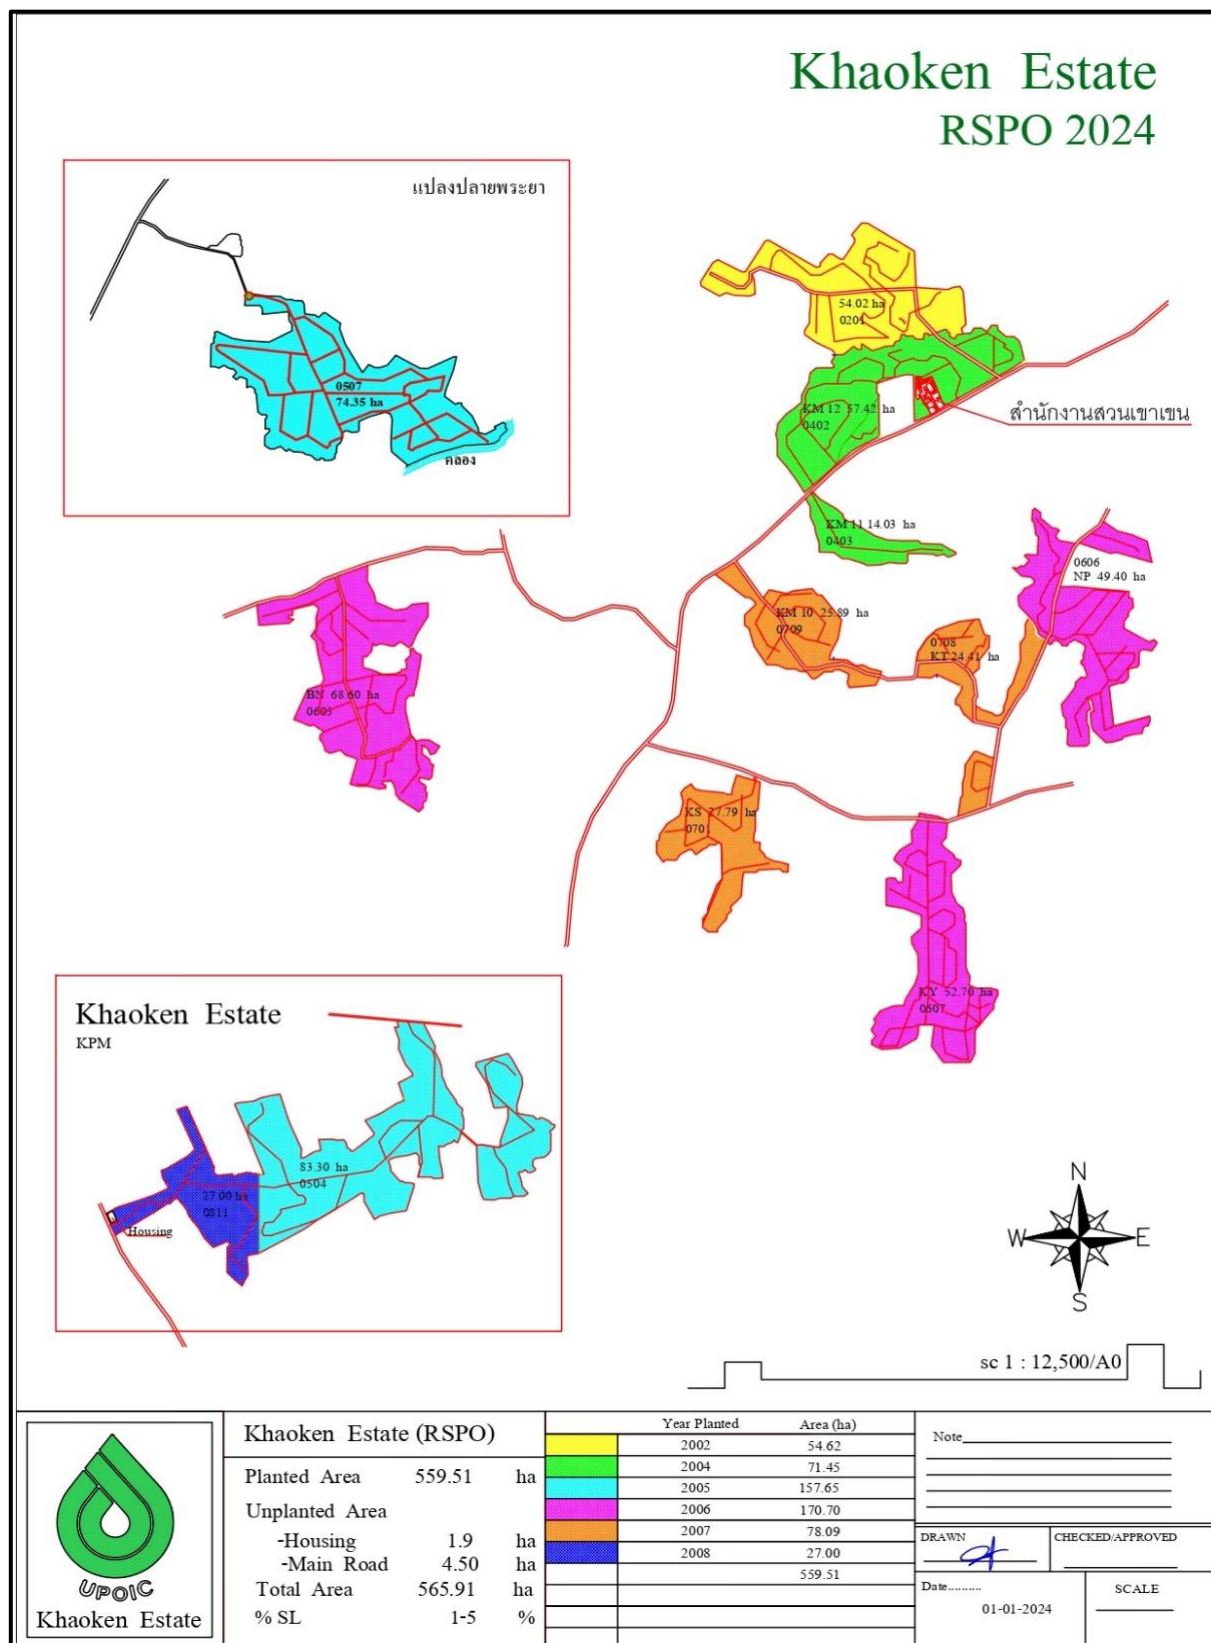 Khaoken Estate
RSPO 2024
แปลงปลายพระยา
0507
74.35 ha
คลอง
54.02 ha
0201
KM 12 57.42 ha
0402
สำนักงานสวนเขาเขน
KM 11 14.03 ha
0403
0606
NP 49.40 ha
KM 10 25.89 ha
0709
0708
KT 24.41 ha
BN 68.60 ha
0605
KS 27.79 ha
070
KY 52.70 ha
0607
Khaoken Estate
KPM
83.30 ha
0504
27.00 ha
0811
Housing
N
W E
S
sc 1 : 12,500/A0
UPOIC
Khaoken Estate
Khaoken Estate (RSPO)
Planted Area 559.51 ha
Unplanted Area
-Housing 1.9 ha
-Main Road 4.50 ha
Total Area 565.91 ha
% SL 1-5 %
Year Planted Area (ha)
2002 54.62
2004 71.45
2005 157.65
2006 170.70
2007 78.09
2008 27.00
559.51
Note
DRAWN CHECKED/APPROVED
Date..........
01-01-2024
SCALE